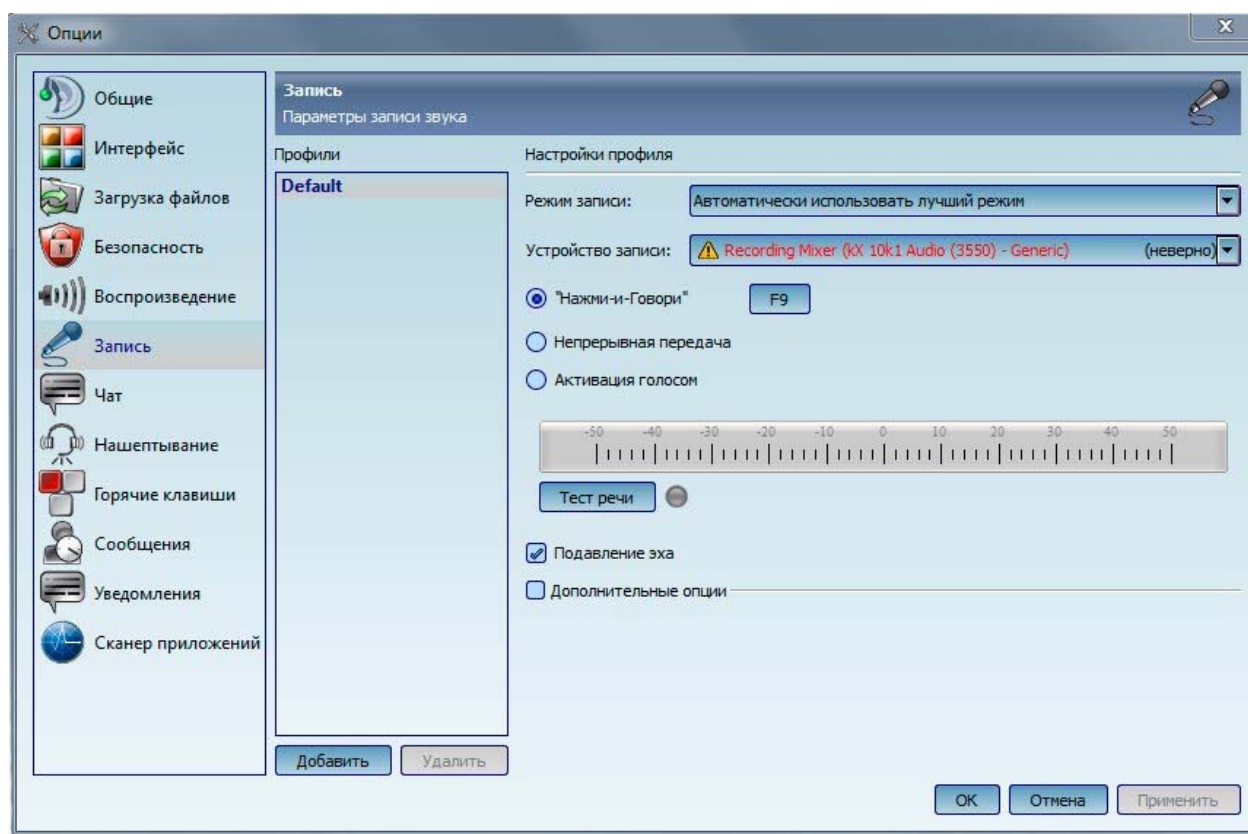 Опции
Общие
Интерфейс
Загрузка файлов
Безопасность
Воспроизведение
Запись
Чат
Нашептывание
Горячие клавиши
Сообщения
Уведомления
Сканер приложений
Запись
Параметры записи звука
Профили
Default
Добавить
Удалить
Настройки профиля
Режим записи: Автоматически использовать лучший режим
Устройство записи: Recording Mixer (kX 10k1 Audio (3550) - Generic) (неверно)
"Нажми-и-Говори" F9
Непрерывная передача
Активация голосом
-50 -40 -30 -20 -10 0 10 20 30 40 50
Тест речи
Подавление эха
Дополнительные опции
OK Отмена Применить